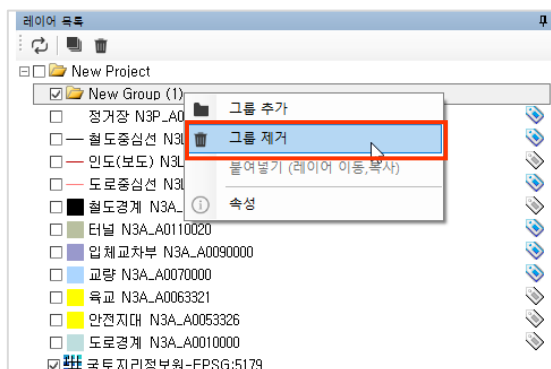 레이어 목록
New Project
New Group (1)
그룹 추가
정거장 N3P_A0
그룹 제거
철도중심선 N3L
붙여넣기 (레이어 이동,복사)
인도(보도) N3L
도로중심선 N3L
속성
철도경계 N3A_
터널 N3A_A0110020
입체교차부 N3A_A0090000
교량 N3A_A0070000
육교 N3A_A0063321
안전지대 N3A_A0053326
도로경계 N3A_A0010000
국토지리정보원-EPSG:5179